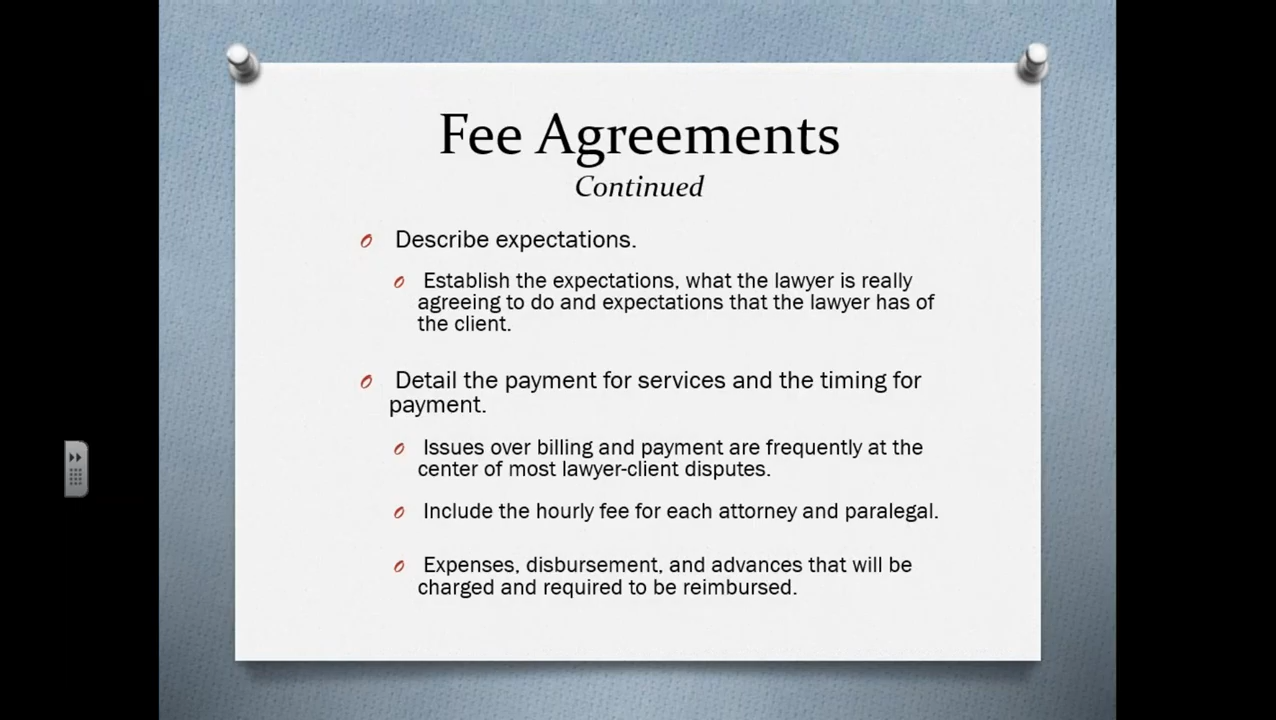 Fee Agreements
Continued
Describe expectations.
Establish the expectations, what the lawyer is really
agreeing to do and expectations that the lawyer has of
the client.
Detail the payment for services and the timing for
payment.
Issues over billing and payment are frequently at the
center of most lawyer-client disputes.
Include the hourly fee for each attorney and paralegal.
Expenses, disbursement, and advances that will be
charged and required to be reimbursed.